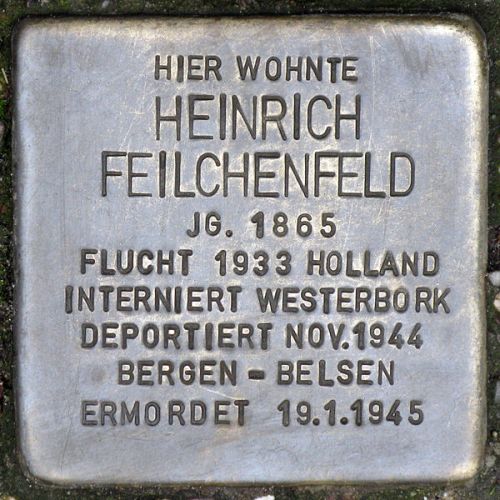 HIER WOHNTE
HEINRICH
FEILCHENFELD
JG. 1865
FLUCHT 1933 HOLLAND
INTERNIERT WESTERBORK
DEPORTIERT NOV.1944
BERGEN - BELSEN
ERMORDET 19.1.1945